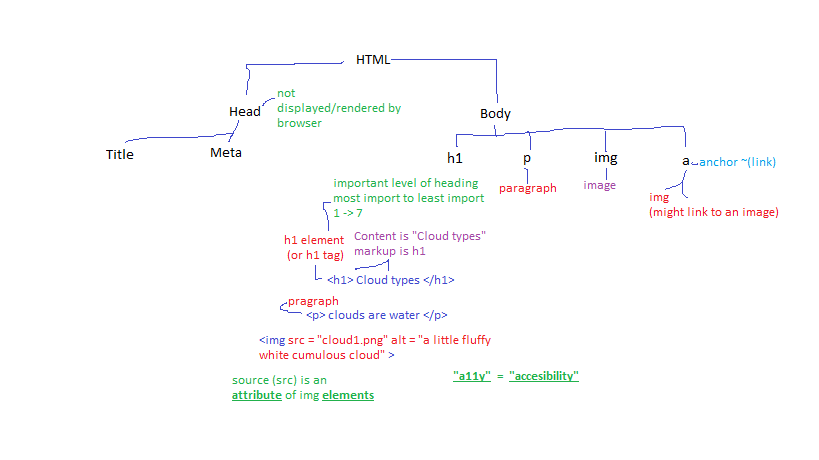 HTML
Head
not
displayed/rendered by
browser
Body
Title
Meta
h1
p
img
a
anchor ~(link)
paragraph
image
img
(might link to an image)
important level of heading
most import to least import
1 -> 7
h1 element
(or h1 tag)
Content is "Cloud types"
markup is h1
<h1> Cloud types </h1>
pragraph
<p> clouds are water </p>
<img src = "cloud1.png" alt = "a little fluffy
white cumulous cloud" >
source (src) is an
attribute of img elements
"a11y" = "accesibility"